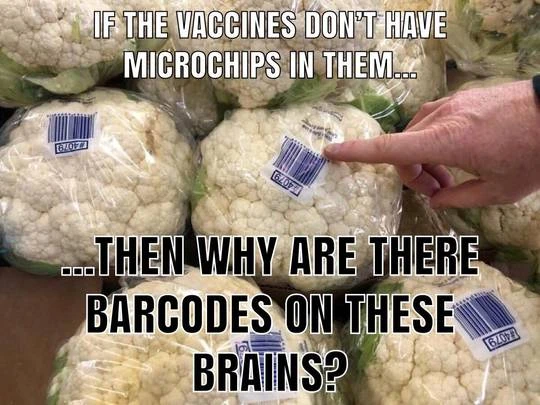 IF THE VACCINES DON'T HAVE
MICROCHIPS IN THEM...
#4079
#4079
...THEN WHY ARE THERE
BARCODES ON THESE
#4079
BRAINS?